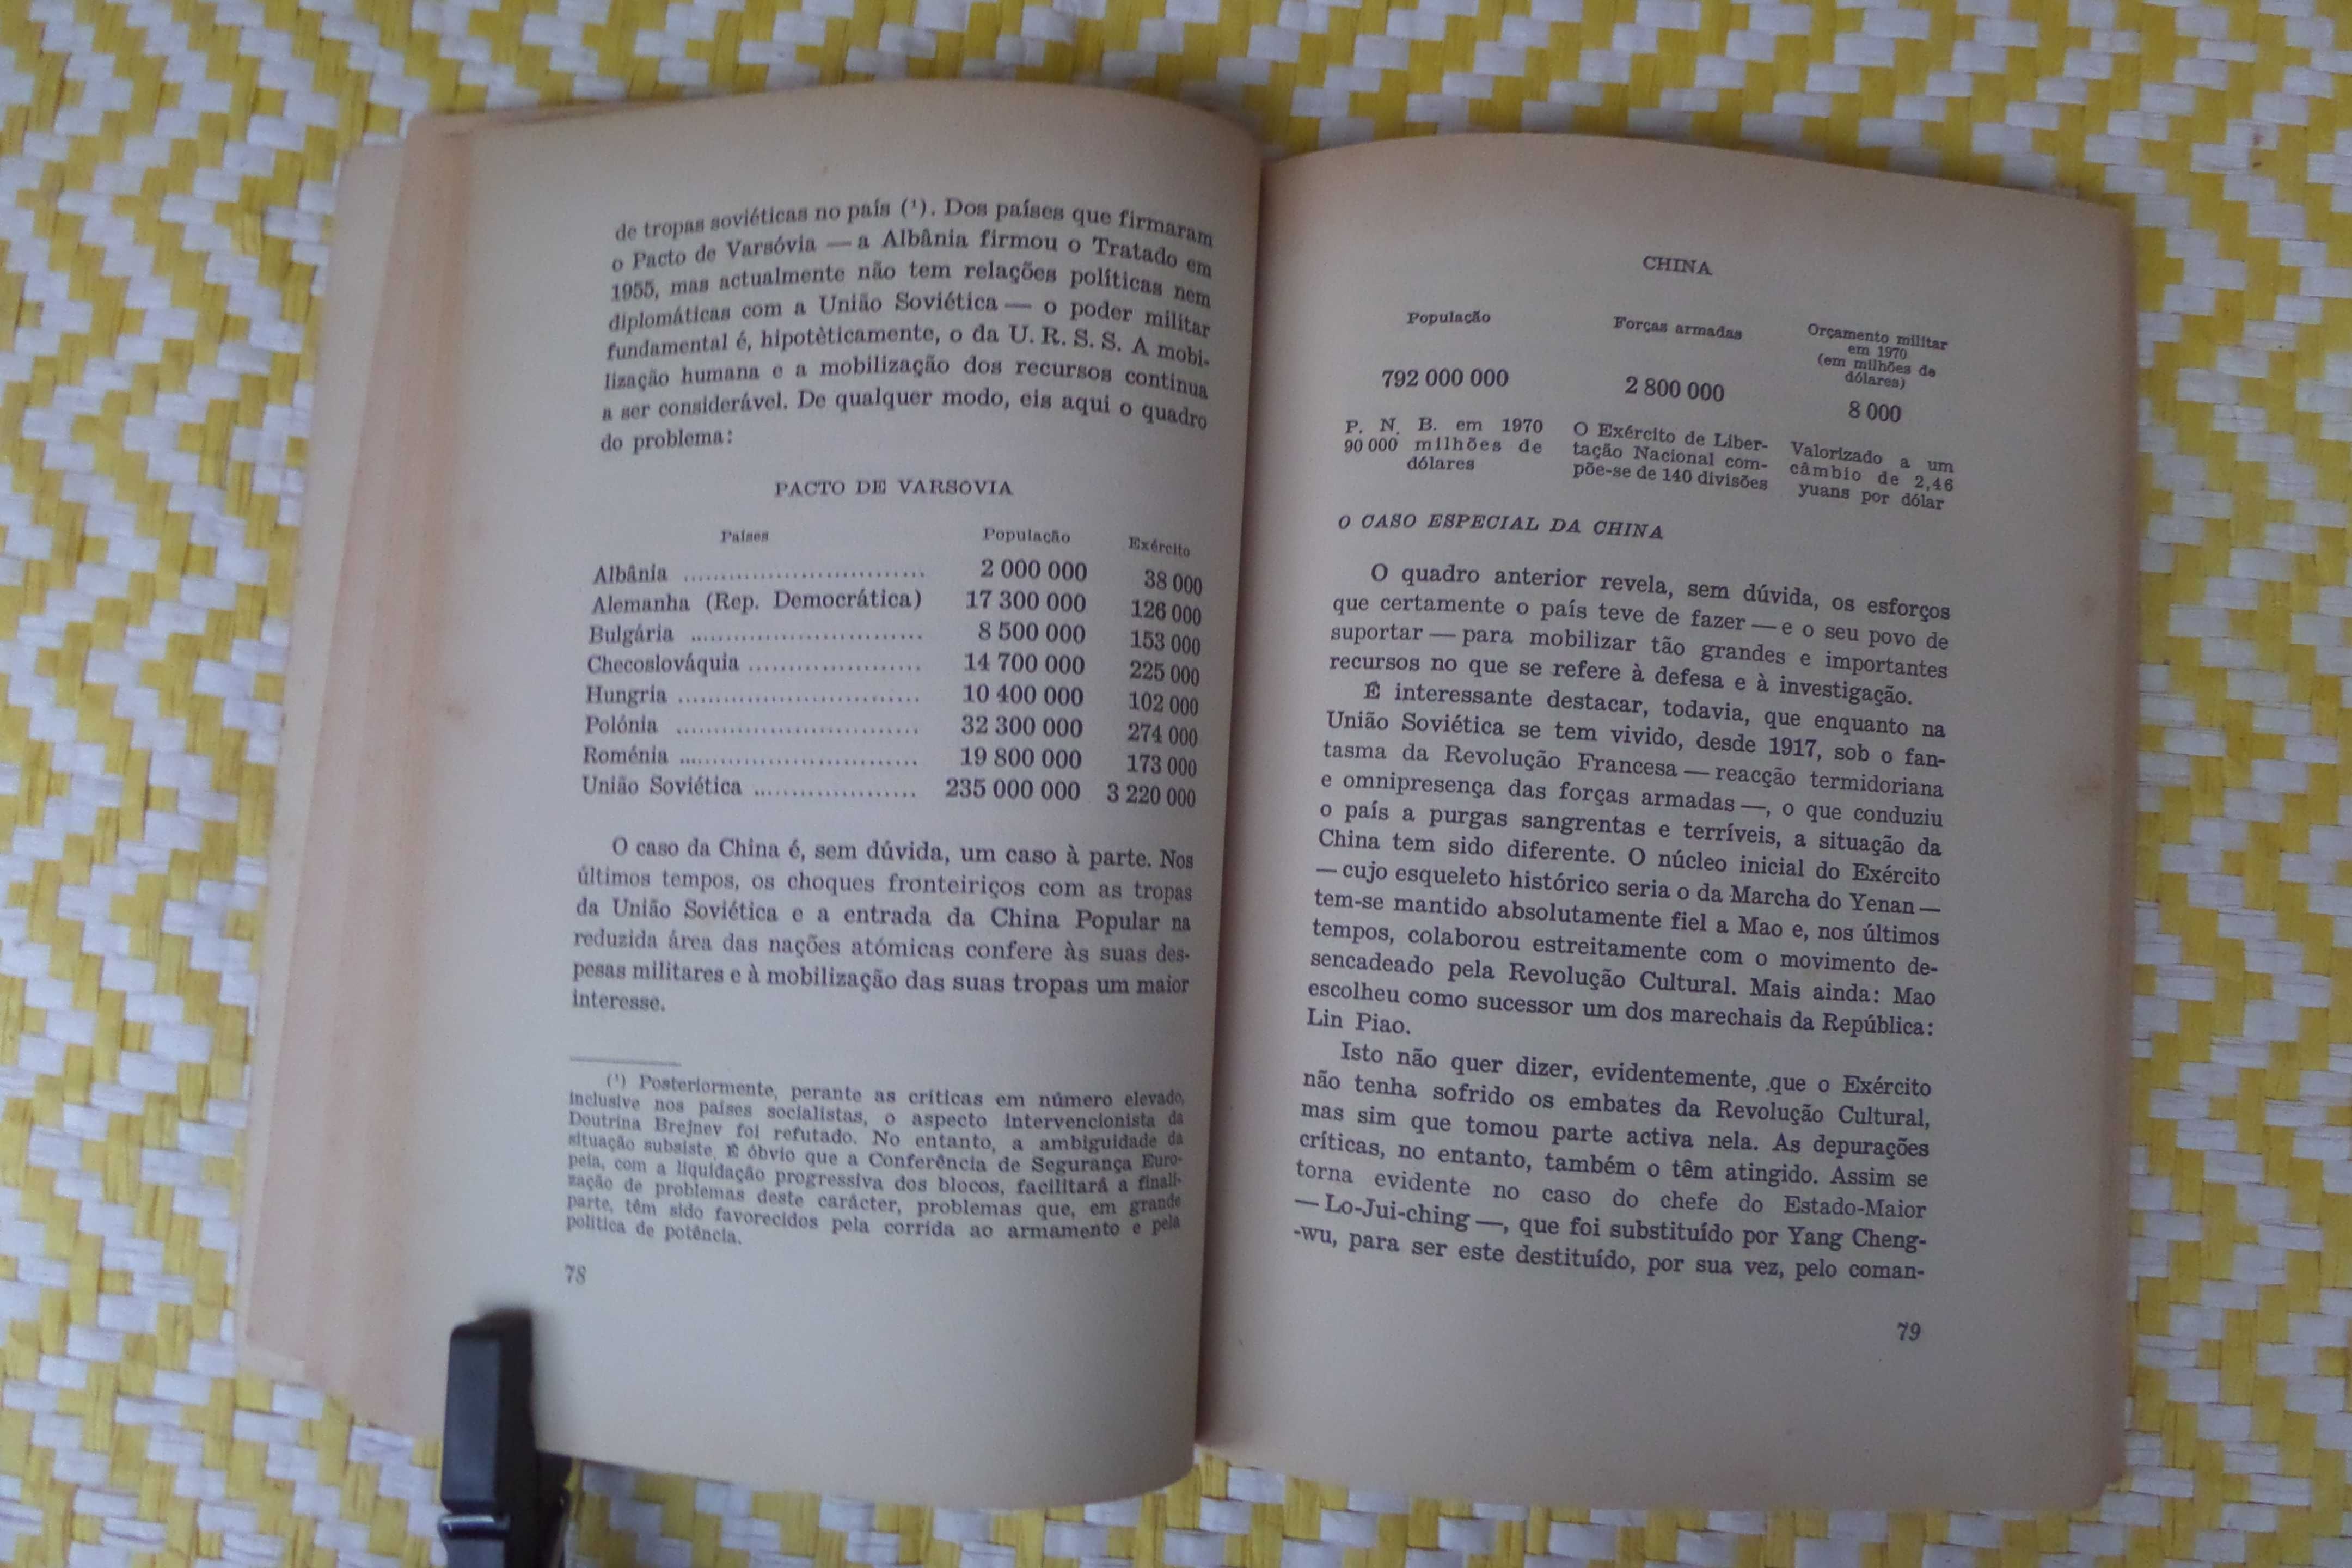 de tropas soviéticas no país (¹). Dos países que firmaram
o Pacto de Varsóvia — a Albânia firmou o Tratado em
1955, mas actualmente não tem relações políticas nem
diplomáticas com a União Soviética — o poder militar
fundamental é, hipotèticamente, o da U. R. S. S. A mobi-
lização humana e a mobilização dos recursos continua
a ser considerável. De qualquer modo, eis aqui o quadro
do problema:
PACTO DE VARSOVIA
Países População Exército
Albânia .............................. 2 000 000 38 000
Alemanha (Rep. Democrática) 17 300 000 126 000
Bulgária .............................. 8 500 000 153 000
Checoslováquia ...................... 14 700 000 225 000
Hungria .............................. 10 400 000 102 000
Polónia .............................. 32 300 000 274 000
Roménia .............................. 19 800 000 173 000
União Soviética ..................... 235 000 000 3 220 000
O caso da China é, sem dúvida, um caso à parte. Nos
últimos tempos, os choques fronteiriços com as tropas
da União Soviética e a entrada da China Popular na
reduzida área das nações atómicas confere às suas des-
pesas militares e à mobilização das suas tropas um maior
interesse.
(¹) Posteriormente, perante as críticas em número elevado,
inclusive nos países socialistas, o aspecto intervencionista da
Doutrina Brejnev foi refutado. No entanto, a ambiguidade da
situação subsiste. É óbvio que a Conferência de Segurança Euro-
peia, com a liquidação progressiva dos blocos, facilitará a finali-
zação de problemas deste carácter, problemas que, em grande
parte, têm sido favorecidos pela corrida ao armamento e pela
política de potência.
78
CHINA
População Forças armadas Orçamento militar
em 1970
(em milhões de
dólares)
792 000 000 2 800 000 8 000
P. N. B. em 1970 O Exército de Liber- Valorizado a um
90 000 milhões de tação Nacional com- câmbio de 2,46
dólares põe-se de 140 divisões yuans por dólar
O CASO ESPECIAL DA CHINA
O quadro anterior revela, sem dúvida, os esforços
que certamente o país teve de fazer — e o seu povo de
suportar — para mobilizar tão grandes e importantes
recursos no que se refere à defesa e à investigação.
É interessante destacar, todavia, que enquanto na
União Soviética se tem vivido, desde 1917, sob o fan-
tasma da Revolução Francesa — reacção termidoriana
e omnipresença das forças armadas —, o que conduziu
o país a purgas sangrentas e terríveis, a situação da
China tem sido diferente. O núcleo inicial do Exército
— cujo esqueleto histórico seria o da Marcha do Yenan —
tem-se mantido absolutamente fiel a Mao e, nos últimos
tempos, colaborou estreitamente com o movimento de-
sencadeado pela Revolução Cultural. Mais ainda: Mao
escolheu como sucessor um dos marechais da República:
Lin Piao.
Isto não quer dizer, evidentemente, que o Exército
não tenha sofrido os embates da Revolução Cultural,
mas sim que tomou parte activa nela. As depurações
críticas, no entanto, também o têm atingido. Assim se
torna evidente no caso do chefe do Estado-Maior
— Lo-Jui-ching —, que foi substituído por Yang Cheng-
-wu, para ser este destituído, por sua vez, pelo coman-
79